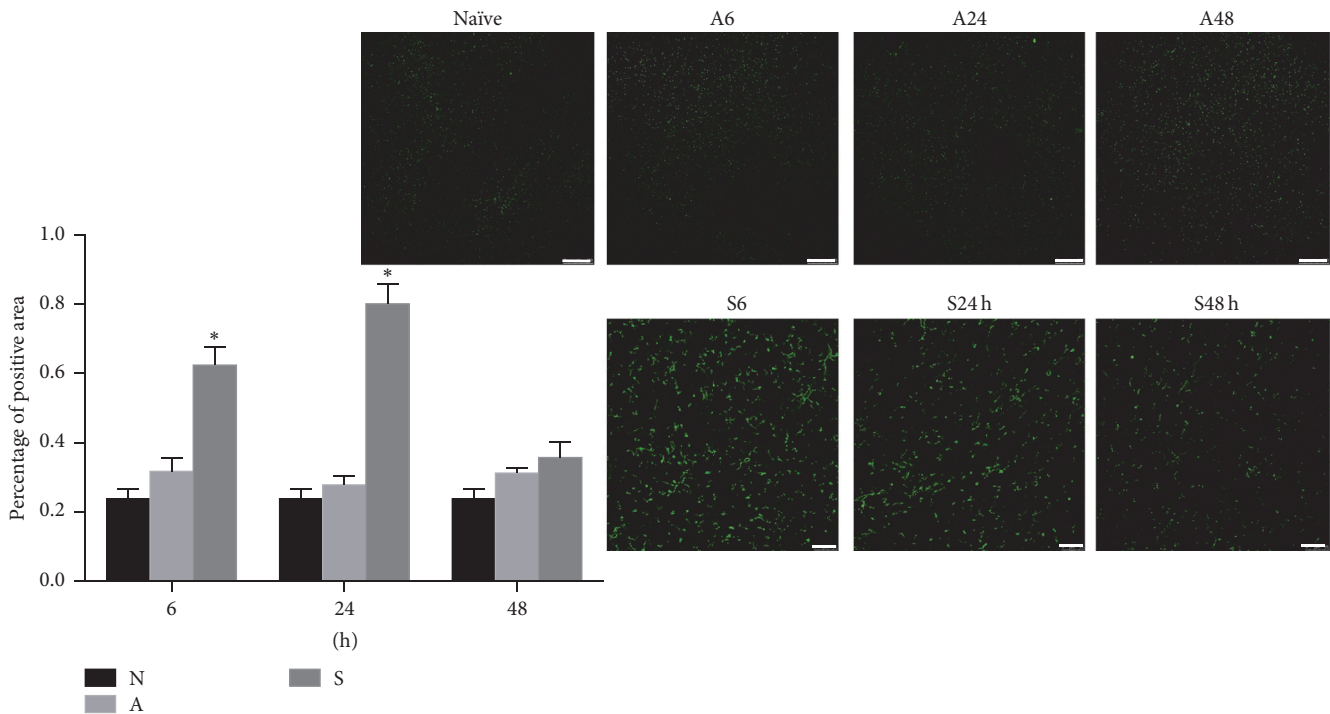 Naïve A6 A24 A48
S6 S24 h S48 h
1.0
0.8
0.6
0.4
0.2
0.0
Percentage of positive area
*
*
6 24 48
(h)
N S
A